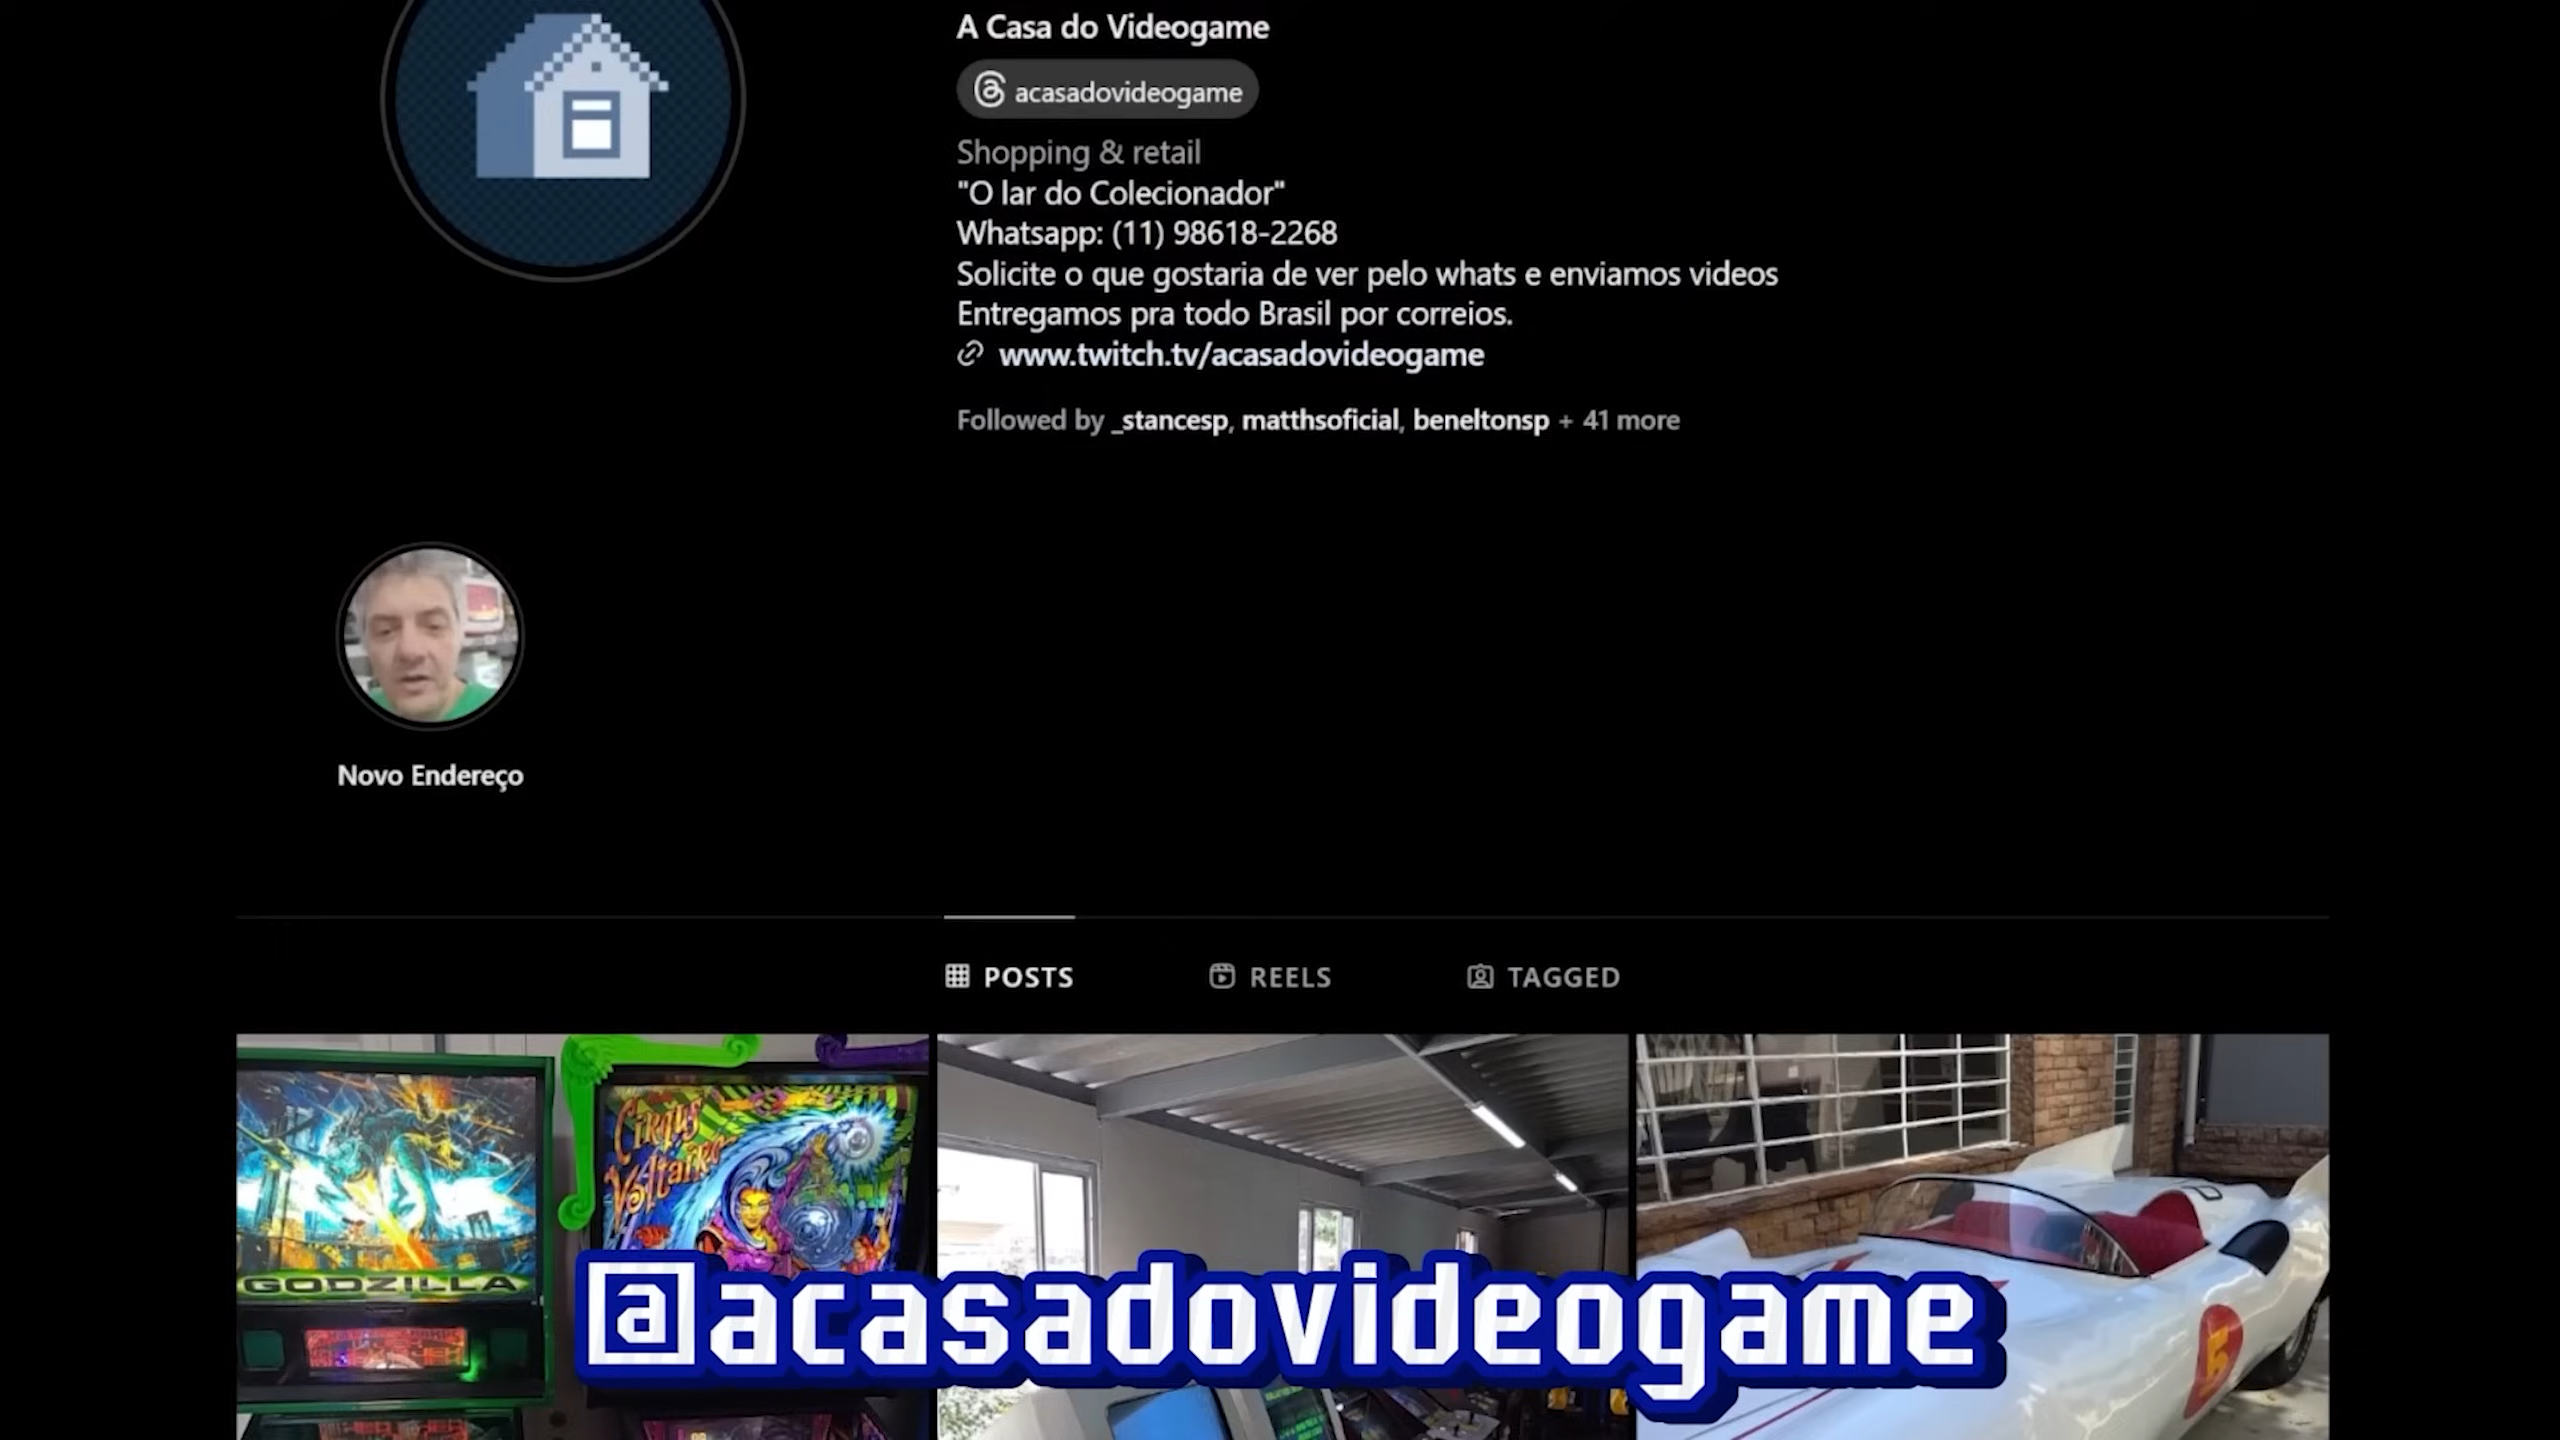 A Casa do Videogame
acasadovideogame
Shopping & retail
"O lar do Colecionador"
Whatsapp: (11) 98618-2268
Solicite o que gostaria de ver pelo whats e enviamos videos
Entregamos pra todo Brasil por correios.
www.twitch.tv/acasadovideogame
Followed by _stancesp, matthsoficial, beneltonsp + 41 more
Novo Endereço
POSTS
REELS
TAGGED
Cirqus
Voltaire
GODZILLA
5
@acasadovideogame